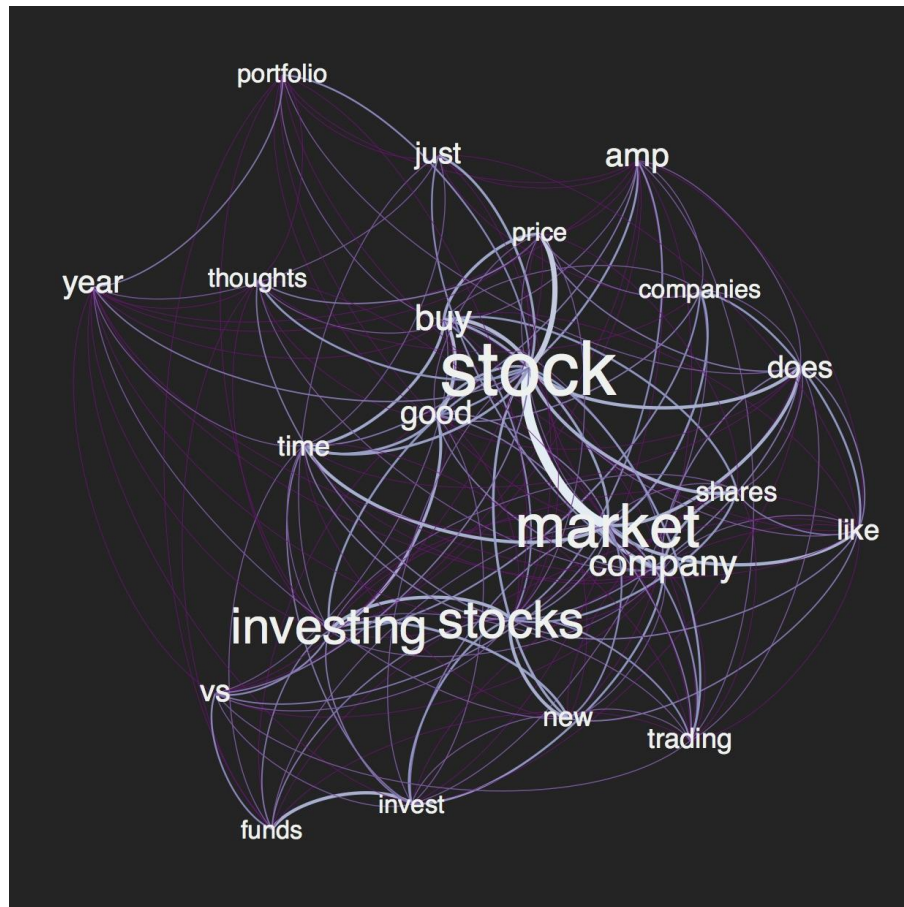 portfolio
just
amp
price
year
thoughts
companies
buy
stock
does
good
time
shares
market
like
company
investing
stocks
vs
new
trading
invest
funds